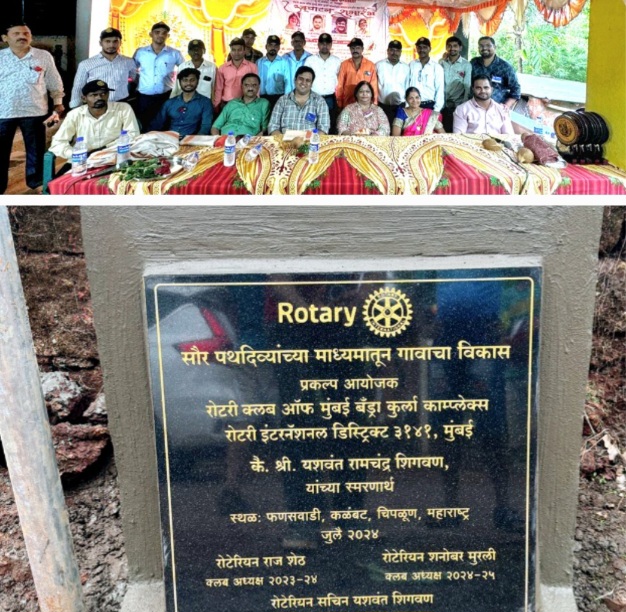 Rotary
सौर पथदिव्यांच्या माध्यमातून गावाचा विकास
प्रकल्प आयोजक
रोटरी क्लब ऑफ मुंबई बँड्रा कुर्ला काम्प्लेक्स
रोटरी इंटरनॅशनल डिस्ट्रिक्ट ३१४१, मुंबई
कै. श्री. यशवंत रामचंद्र शिगवण,
यांच्या स्मरणार्थ
स्थळ: फणसवाडी, कळंबट, चिपळूण, महाराष्ट्र
जुलै २०२४
रोटेरियन राज शेठ रोटेरियन शनोबर मुरली
क्लब अध्यक्ष २०२३-२४ क्लब अध्यक्ष २०२४-२५
रोटेरियन सचिन यशवंत शिगवण